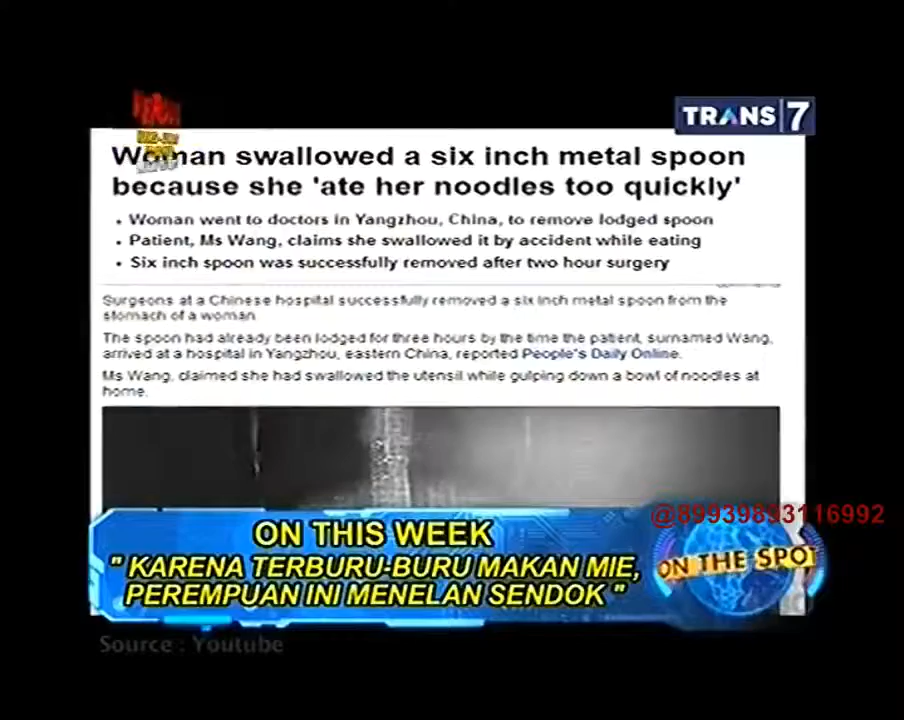 TRANS 7
Woman swallowed a six inch metal spoon
because she 'ate her noodles too quickly'
• Woman went to doctors in Yangzhou, China, to remove lodged spoon
• Patient, Ms Wang, claims she swallowed it by accident while eating
• Six inch spoon was successfully removed after two hour surgery
Surgeons at a Chinese hospital successfully removed a six inch metal spoon from the
stomach of a woman
The spoon had already been lodged for three hours by the time the patient, surnamed Wang,
arrived at a hospital in Yangzhou, eastern China, reported People's Daily Online.
Ms Wang, claimed she had swallowed the utensil while gulping down a bowl of noodles at
home.
@89939893116992
ON THIS WEEK
" KARENA TERBURU-BURU MAKAN MIE,
PEREMPUAN INI MENELAN SENDOK "
ON THE SPOT
Source : Youtube